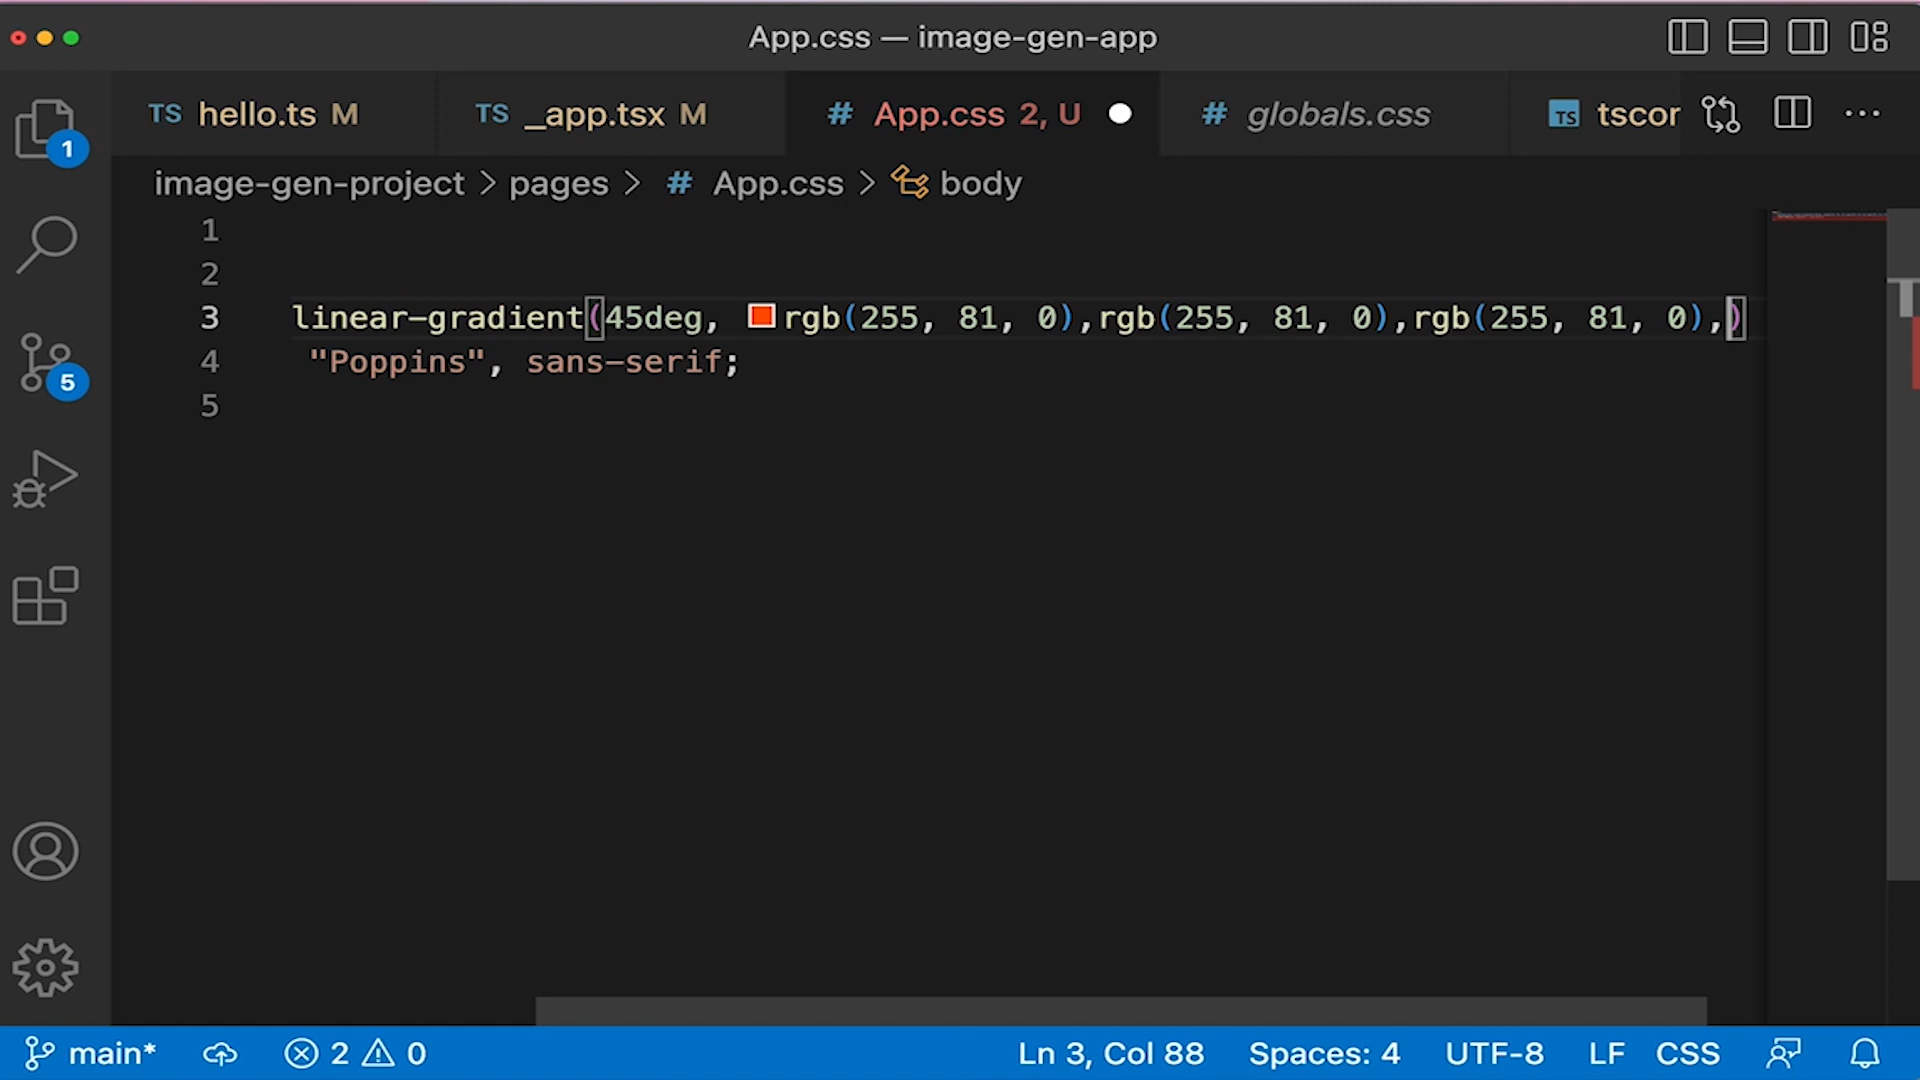 App.css — image-gen-app
TS hello.ts M
TS _app.tsx M
# App.css 2, U
# globals.css
TS tscor
image-gen-project > pages > # App.css > body
1
2
3 linear-gradient(45deg, rgb(255, 81, 0),rgb(255, 81, 0),rgb(255, 81, 0),)
4 "Poppins", sans-serif;
5
1
5
main* 2 0 Ln 3, Col 88 Spaces: 4 UTF-8 LF CSS